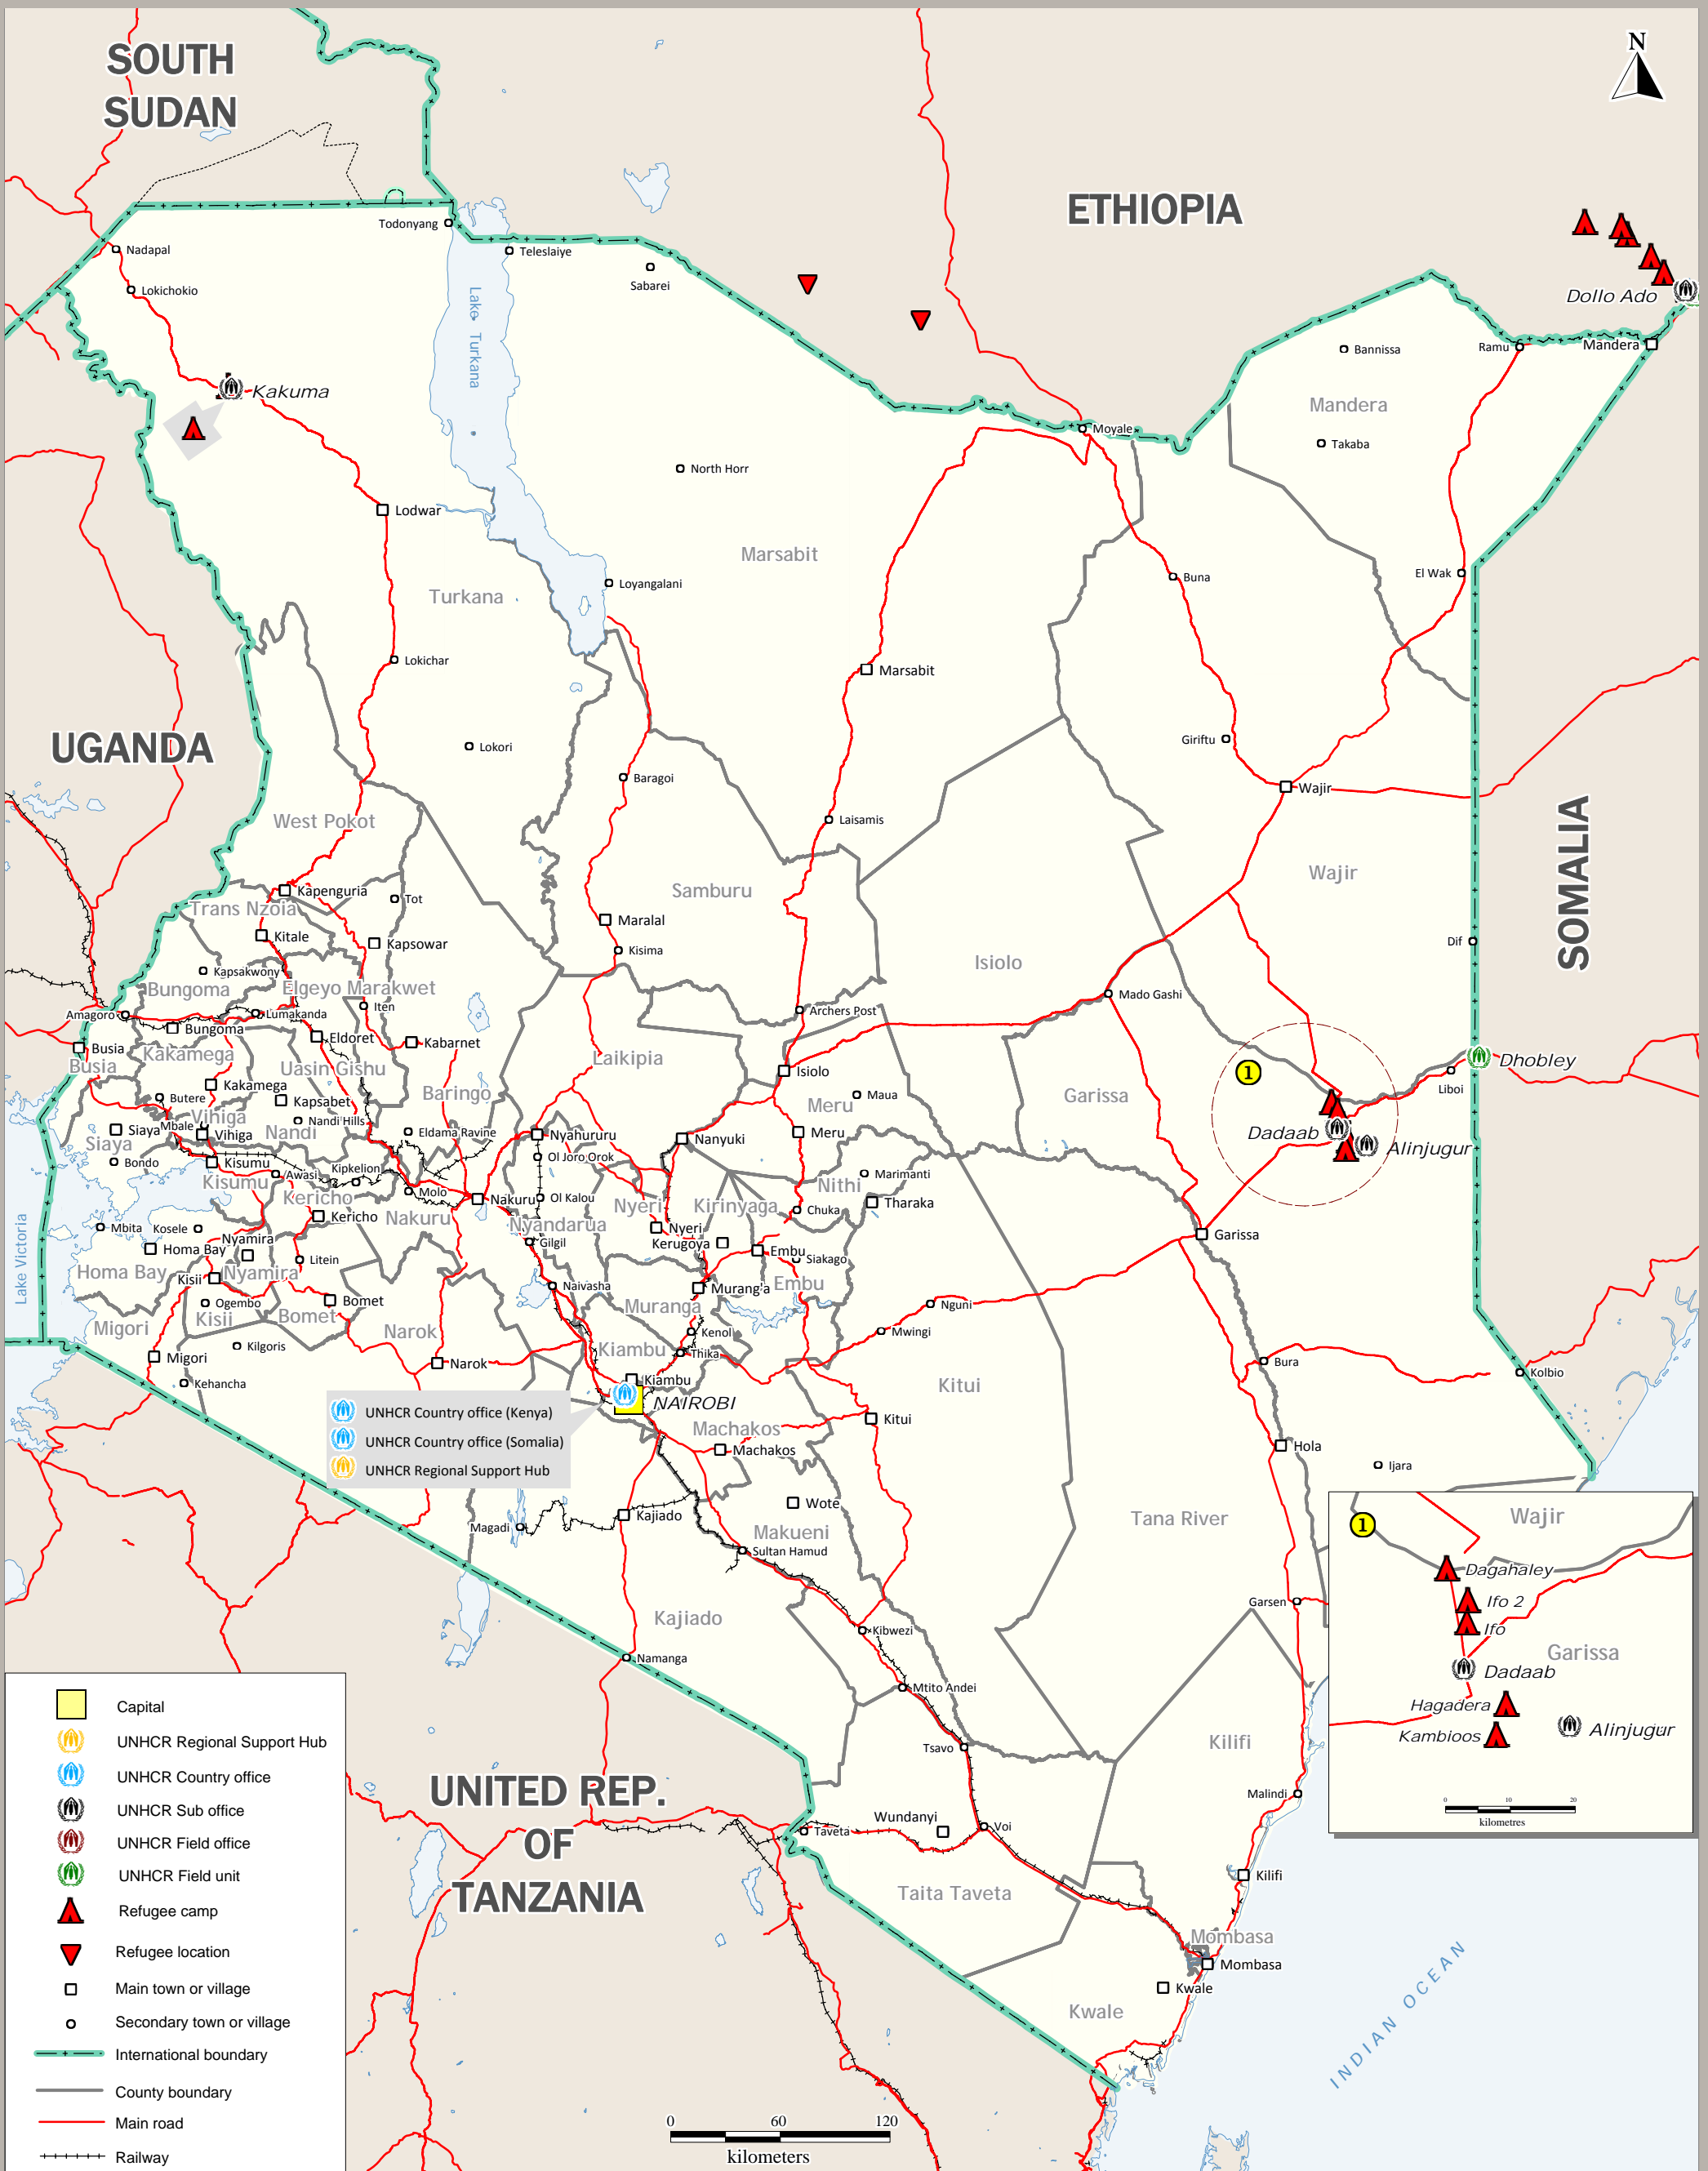 SOUTH
SUDAN
N
ETHIOPIA
Todonyang
Nadapal
Teleslaiye
Lokichokio
Sabarei
Lake Turkana
Dollo Ado
Bannissa
Ramu
Mandera
Kakuma
Mandera
Moyale
Takaba
North Horr
Lodwar
Marsabit
El Wak
Buna
Loyangalani
Turkana
Lokichar
Marsabit
UGANDA
Lokori
Giriftu
Baragoi
Wajir
West Pokot
Laisamis
SOMALIA
Wajir
Kapenguria
Samburu
Tot
Trans Nzoia
Maralal
Kitale
Kapsowar
Dif
Kisima
Isiolo
Kapsakwony
Bungoma
Elgeyo Marakwet
Mado Gashi
Iten
Archers Post
Amagoro
Lumakanda
Bungoma
Eldoret
Kabarnet
Busia
Kakamega
Laikipia
Dhobley
Busia
Uasin Gishu
Isiolo
1
Kakamega
Baringo
Liboi
Butere
Kapsabet
Maua
Garissa
Meru
Vihiga
Nandi Hills
Mbale
Siaya
Vihiga
Nandi
Eldama Ravine
Nyahururu
Nanyuki
Meru
Dadaab
Siaya
Alinjugur
Ol Joro Orok
Bondo
Kisumu
Kipkelion
Awasi
Marimanti
Kisumu
Nithi
Kericho
Molo
Nakuru
Ol Kalou
Nyeri
Kirinyaga
Tharaka
Chuka
Kericho
Nakuru
Nyandarua
Mbita
Kosele
Nyeri
Garissa
Nyamira
Homa Bay
Gilgil
Kerugoya
Embu
Siakago
Lake Victoria
Litein
Homa Bay
Nyamira
Kisii
Naivasha
Murang'a
Embu
Ogembo
Bomet
Nguni
Kisii
Bomet
Muranga
Migori
Narok
Kenol
Mwingi
Kilgoris
Kiambu
Thika
Migori
Narok
Bura
Kolbio
Kehancha
Kiambu
Kitui
NAIROBI
UNHCR Country office (Kenya)
UNHCR Country office (Somalia)
UNHCR Regional Support Hub
Kitui
Machakos
Machakos
Hola
Ijara
Wote
Kajiado
Magadi
Makueni
Tana River
Sultan Hamud
Wajir
1
Dagahaley
Ifo 2
Ifo
Garissa
Dadaab
Hagadera
Alinjugur
Kambioos
0 10 20
kilometres
Garsen
Kajiado
Kibwezi
Namanga
Mtito Andei
Kilifi
Tsavo
Malindi
UNITED REP.
OF
TANZANIA
Wundanyi
Taveta
Voi
Kilifi
Taita Taveta
Mombasa
Mombasa
Kwale
Kwale
INDIAN OCEAN
Capital
UNHCR Regional Support Hub
UNHCR Country office
UNHCR Sub office
UNHCR Field office
UNHCR Field unit
Refugee camp
Refugee location
Main town or village
Secondary town or village
International boundary
County boundary
Main road
Railway
0 60 120
kilometers